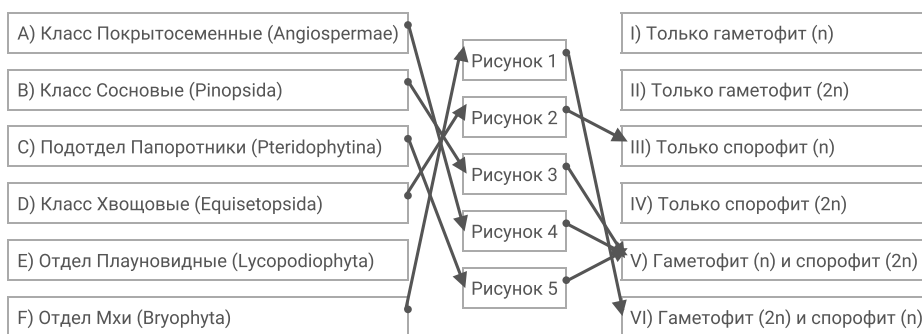 A) Класс Покрытосеменные (Angiospermae)
B) Класс Сосновые (Pinopsida)
C) Подотдел Папоротники (Pteridophytina)
D) Класс Хвощовые (Equisetopsida)
E) Отдел Плауновидные (Lycopodiophyta)
F) Отдел Мхи (Bryophyta)
Рисунок 1
Рисунок 2
Рисунок 3
Рисунок 4
Рисунок 5
I) Только гаметофит (n)
II) Только гаметофит (2n)
III) Только спорофит (n)
IV) Только спорофит (2n)
V) Гаметофит (n) и спорофит (2n)
VI) Гаметофит (2n) и спорофит (n)